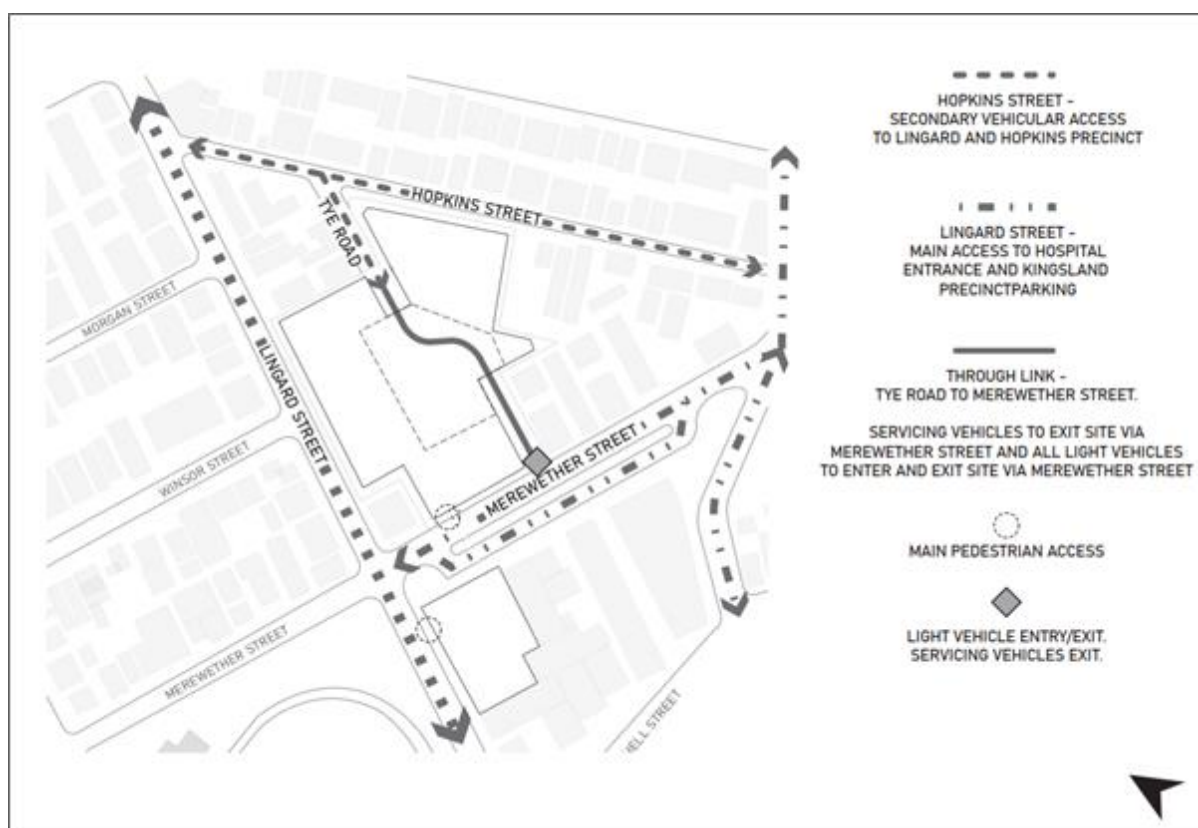 HOPKINS STREET
TYE ROAD
MORGAN STREET
LINGARD STREET
WINSOR STREET
MEREWETHER STREET
MEREWETHER STREET
STREET
HOPKINS STREET -
SECONDARY VEHICULAR ACCESS
TO LINGARD AND HOPKINS PRECINCT
LINGARD STREET -
MAIN ACCESS TO HOSPITAL
ENTRANCE AND KINGSLAND
PRECINCTPARKING
THROUGH LINK -
TYE ROAD TO MEREWETHER STREET.
SERVICING VEHICLES TO EXIT SITE VIA
MEREWETHER STREET AND ALL LIGHT VEHICLES
TO ENTER AND EXIT SITE VIA MEREWETHER STREET
MAIN PEDESTRIAN ACCESS
LIGHT VEHICLE ENTRY/EXIT.
SERVICING VEHICLES EXIT.